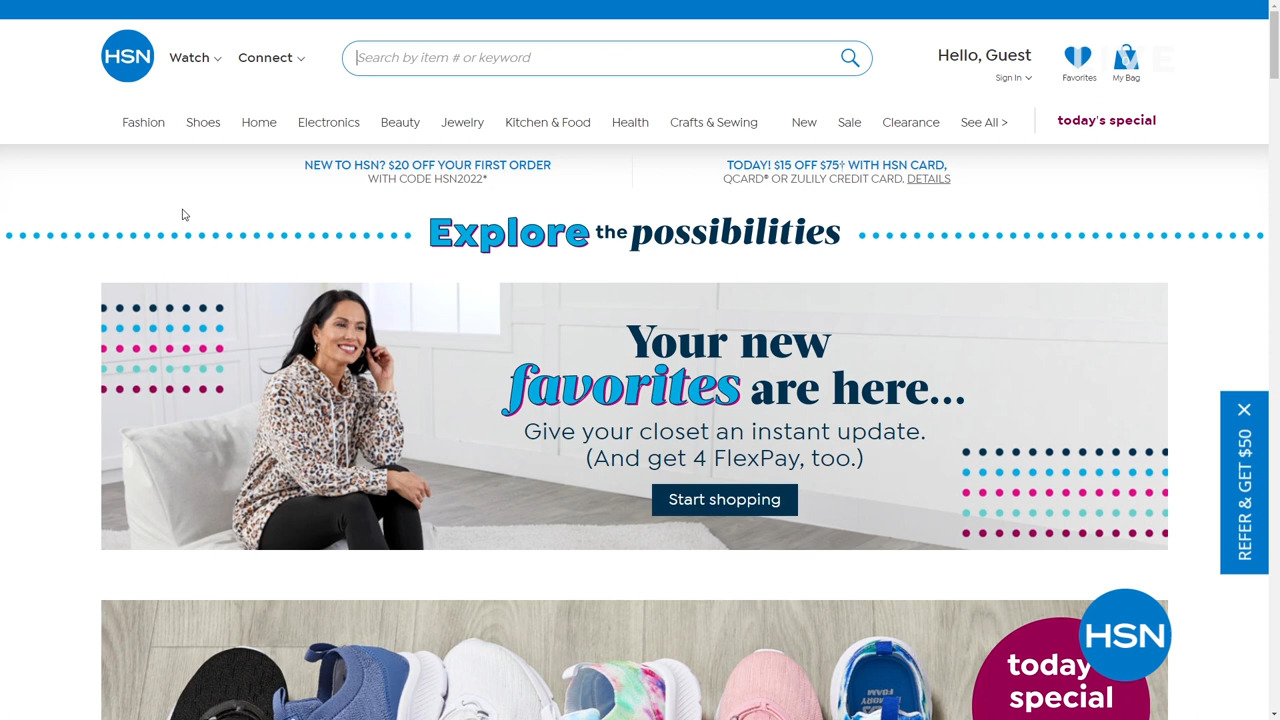 HSN
Watch
Connect
Search by item # or keyword
Hello, Guest
Sign In
Favorites
0
My Bag
Fashion
Shoes
Home
Electronics
Beauty
Jewelry
Kitchen & Food
Health
Crafts & Sewing
New
Sale
Clearance
See All >
today's special
NEW TO HSN? $20 OFF YOUR FIRST ORDER
WITH CODE HSN2022*
TODAY! $15 OFF $75† WITH HSN CARD,
QCARD® OR ZULILY CREDIT CARD. DETAILS
Explore the possibilities
Your new
favorites are here...
Give your closet an instant update.
(And get 4 FlexPay, too.)
Start shopping
REFER & GET $50
HSN
today
special